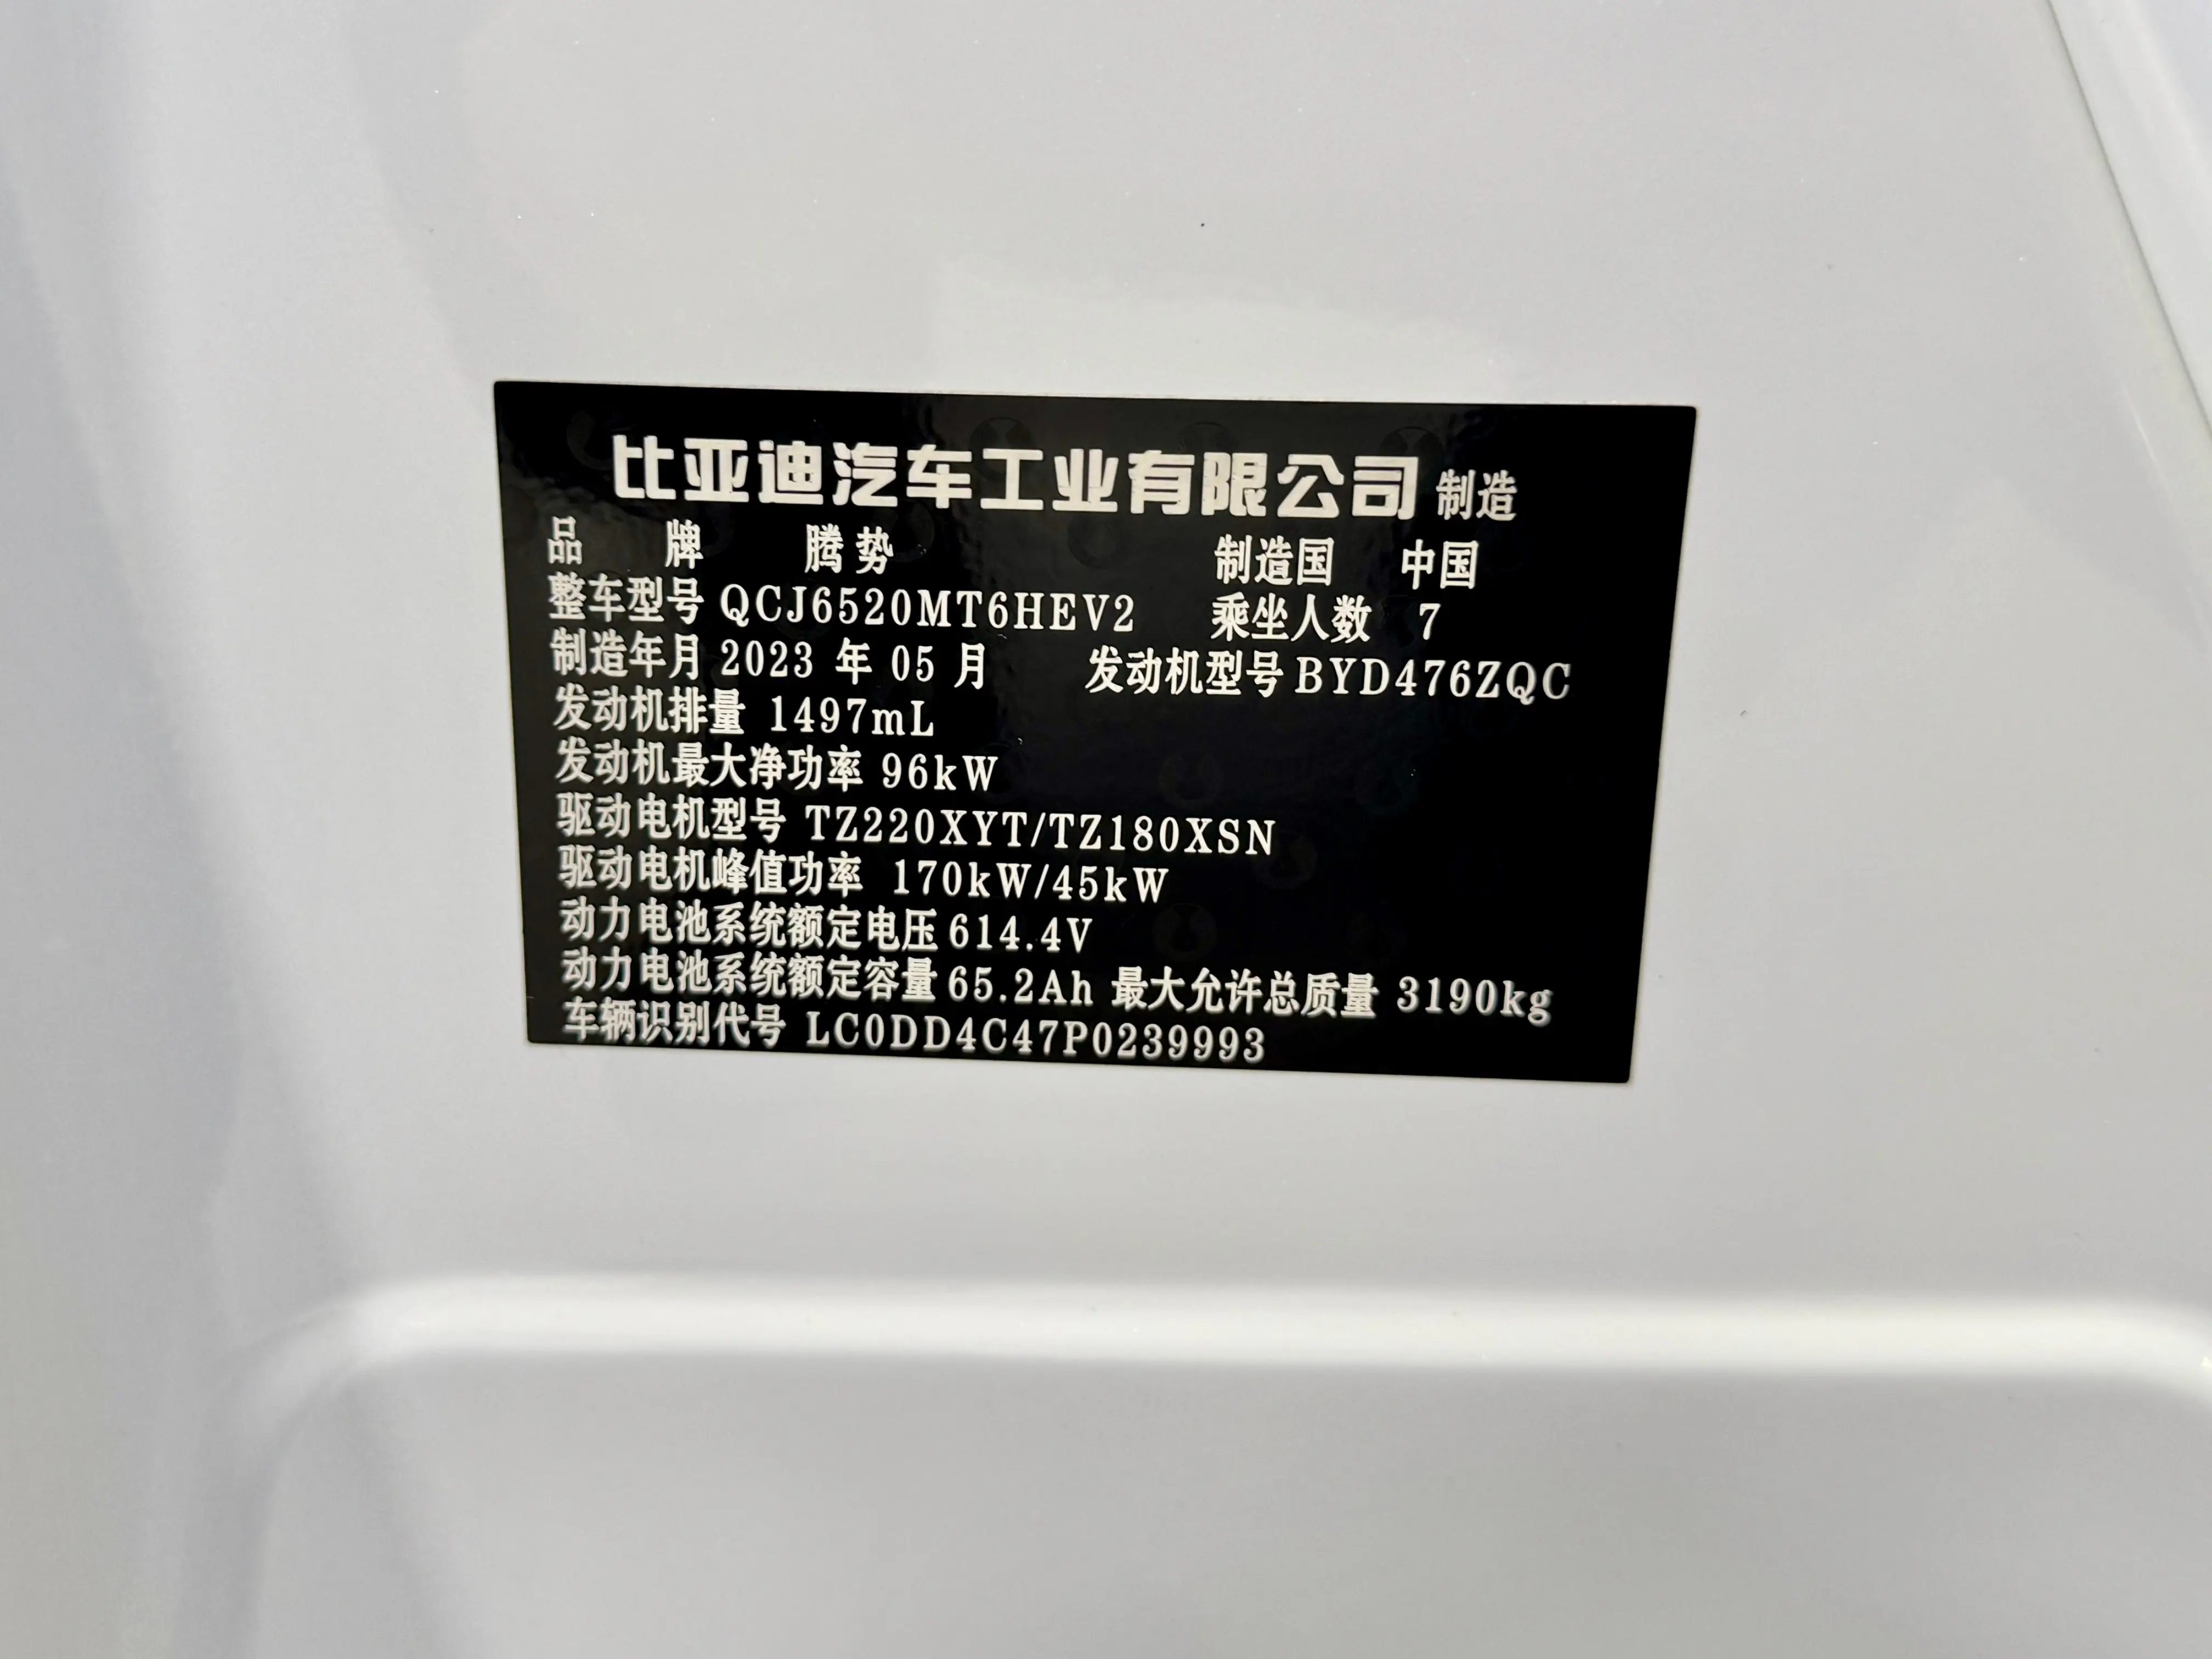 比亚迪汽车工业有限公司 制造
品 牌 腾势 制造国 中国
整车型号 QCJ6520MT6HEV2 乘坐人数 7
制造年月 2023 年 05 月 发动机型号 BYD476ZQC
发动机排量 1497mL
发动机最大净功率 96kW
驱动电机型号 TZ220XYT/TZ180XSN
驱动电机峰值功率 170kW/45kW
动力电池系统额定电压 614.4V
动力电池系统额定容量 65.2Ah 最大允许总质量 3190kg
车辆识别代号 LC0DD4C47P0239993